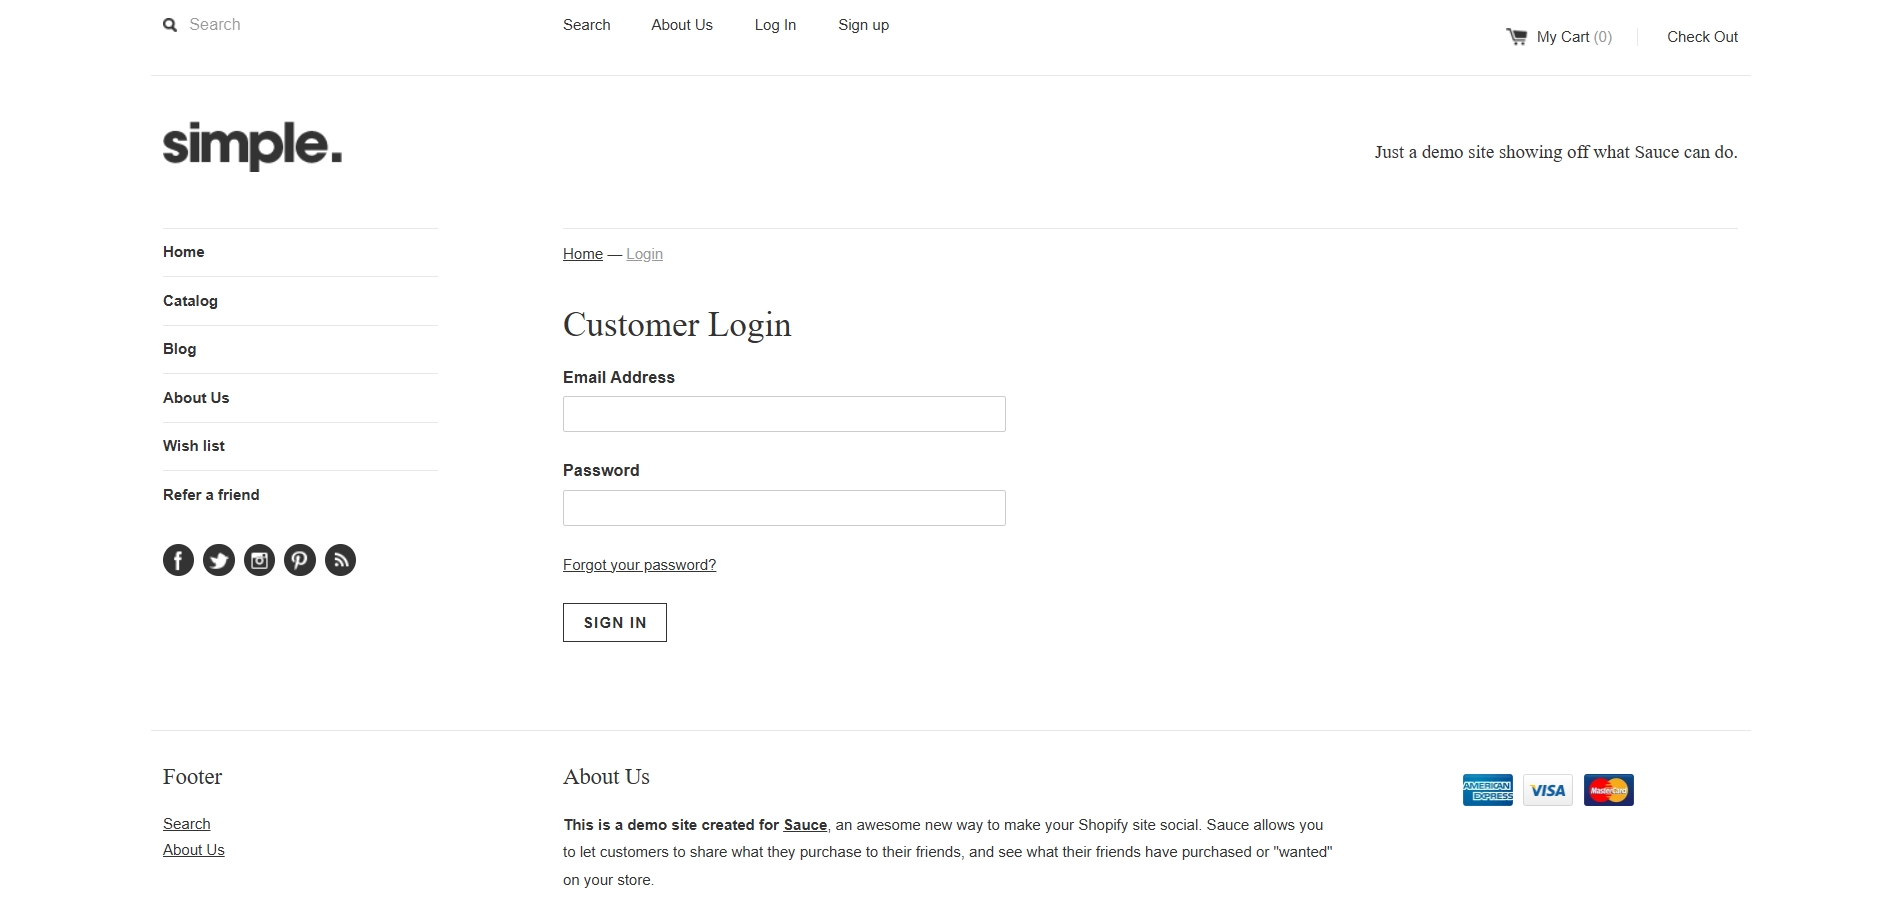 Search
Search About Us Log In Sign up
My Cart (0) Check Out
simple.
Just a demo site showing off what Sauce can do.
Home
Catalog
Blog
About Us
Wish list
Refer a friend
Home — Login
Customer Login
Email Address
Password
Forgot your password?
SIGN IN
Footer
Search
About Us
About Us
This is a demo site created for Sauce, an awesome new way to make your Shopify site social. Sauce allows you
to let customers to share what they purchase to their friends, and see what their friends have purchased or "wanted"
on your store.
AMERICAN EXPRESS
VISA
MasterCard